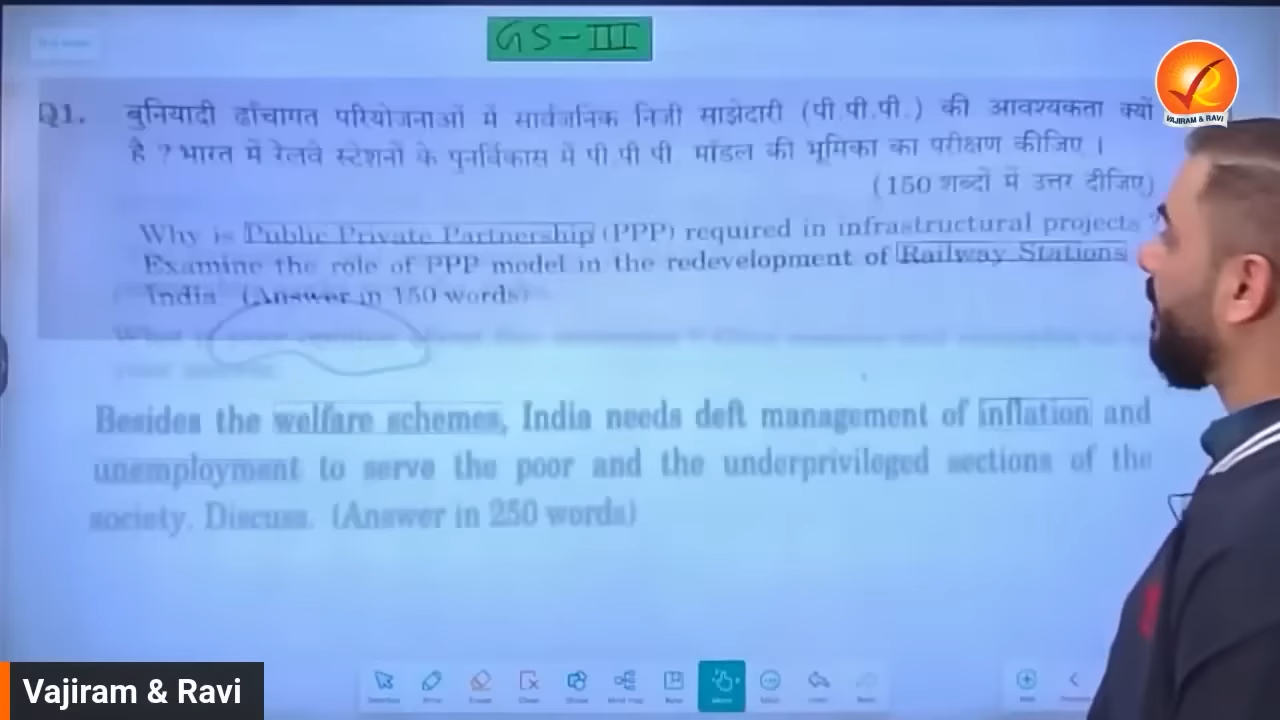 GS-III
VAJIRAM & RAVI
Q1. बुनियादी ढाँचागत परियोजनाओं में सार्वजनिक निजी साझेदारी (पी.पी.पी.) की आवश्यकता क्यों
है ? भारत में रेलवे स्टेशनों के पुनर्विकास में पी पी पी मॉडल की भूमिका का परीक्षण कीजिए ।
(150 शब्दों में उत्तर दीजिए)
Why is Public Private Partnership (PPP) required in infrastructural projects ?
Examine the role of PPP model in the redevelopment of Railway Stations
India (Answer in 150 words)
Besides the welfare schemes, India needs deft management of inflation and
unemployment to serve the poor and the underprivileged sections of the
society. Discuss. (Answer in 250 words)
Vajiram & Ravi